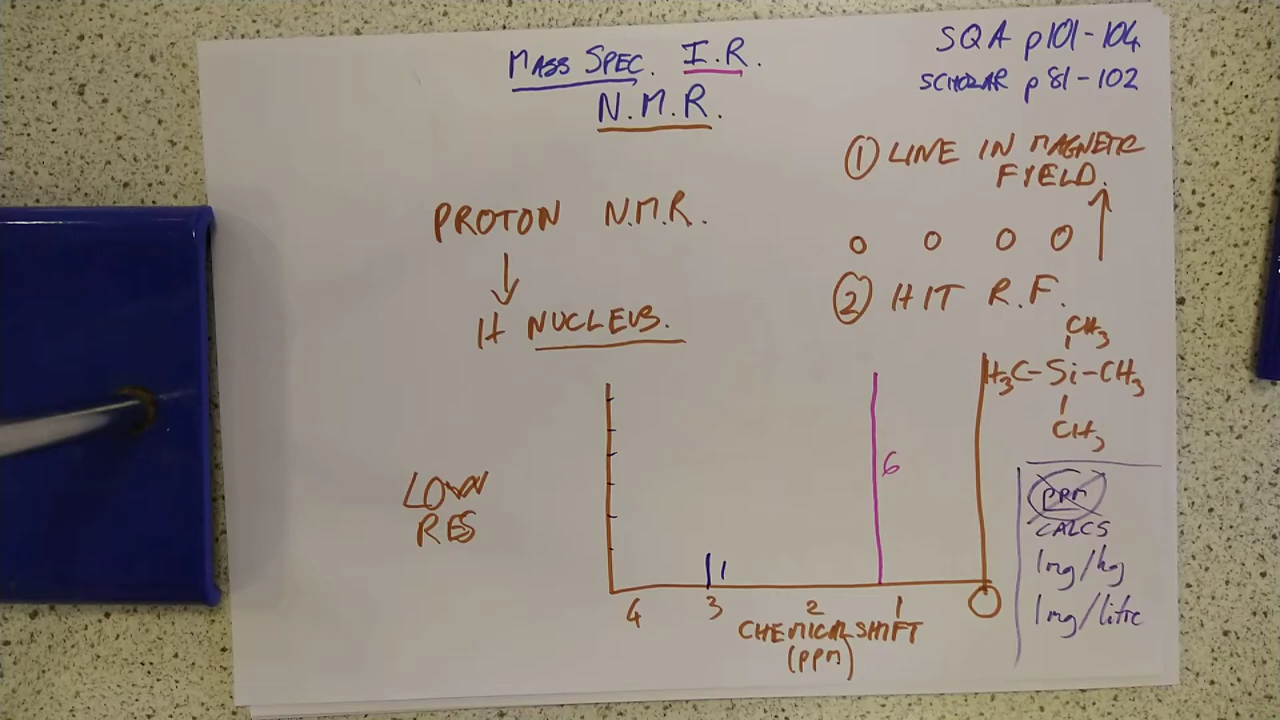 MASS SPEC. I.R.
N.M.R.
SQA p101-104
SCHOLAR p 81-102
① LINE IN MAGNETIC
FIELD.
PROTON N.M.R.
② HIT R.F.
H NUCLEUS.
CH3
H3C-Si-CH3
CH3
6
LOW
RES
PPM
CALCS
1mg/kg
1mg/litre
1
4 3 2 1 0
CHEMICAL SHIFT
(PPM)